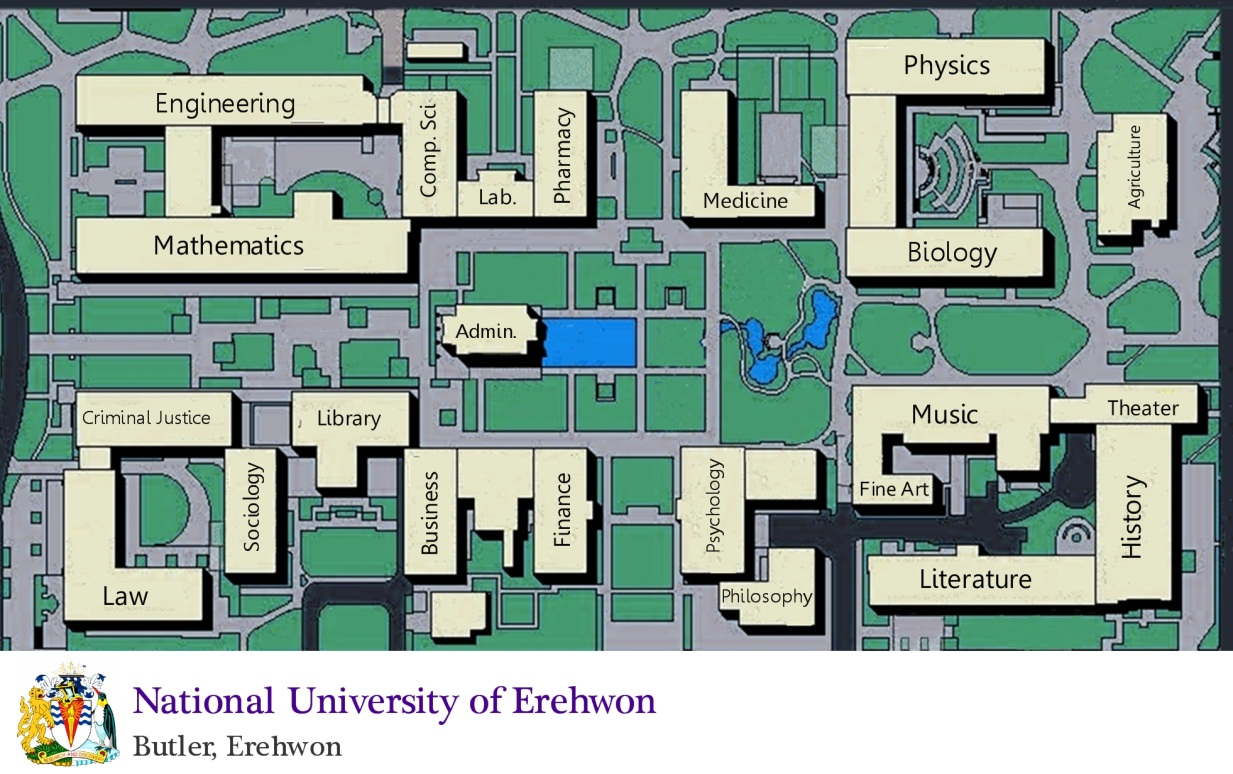 Physics
Engineering
Comp. Sci
Pharmacy
Agriculture
Lab.
Medicine
Mathematics
Biology
Admin.
Criminal Justice
Library
Music
Theater
Sociology
Business
Finance
Psychology
Fine Art
History
Law
Philosophy
Literature
National University of Erehwon
Butler, Erehwon